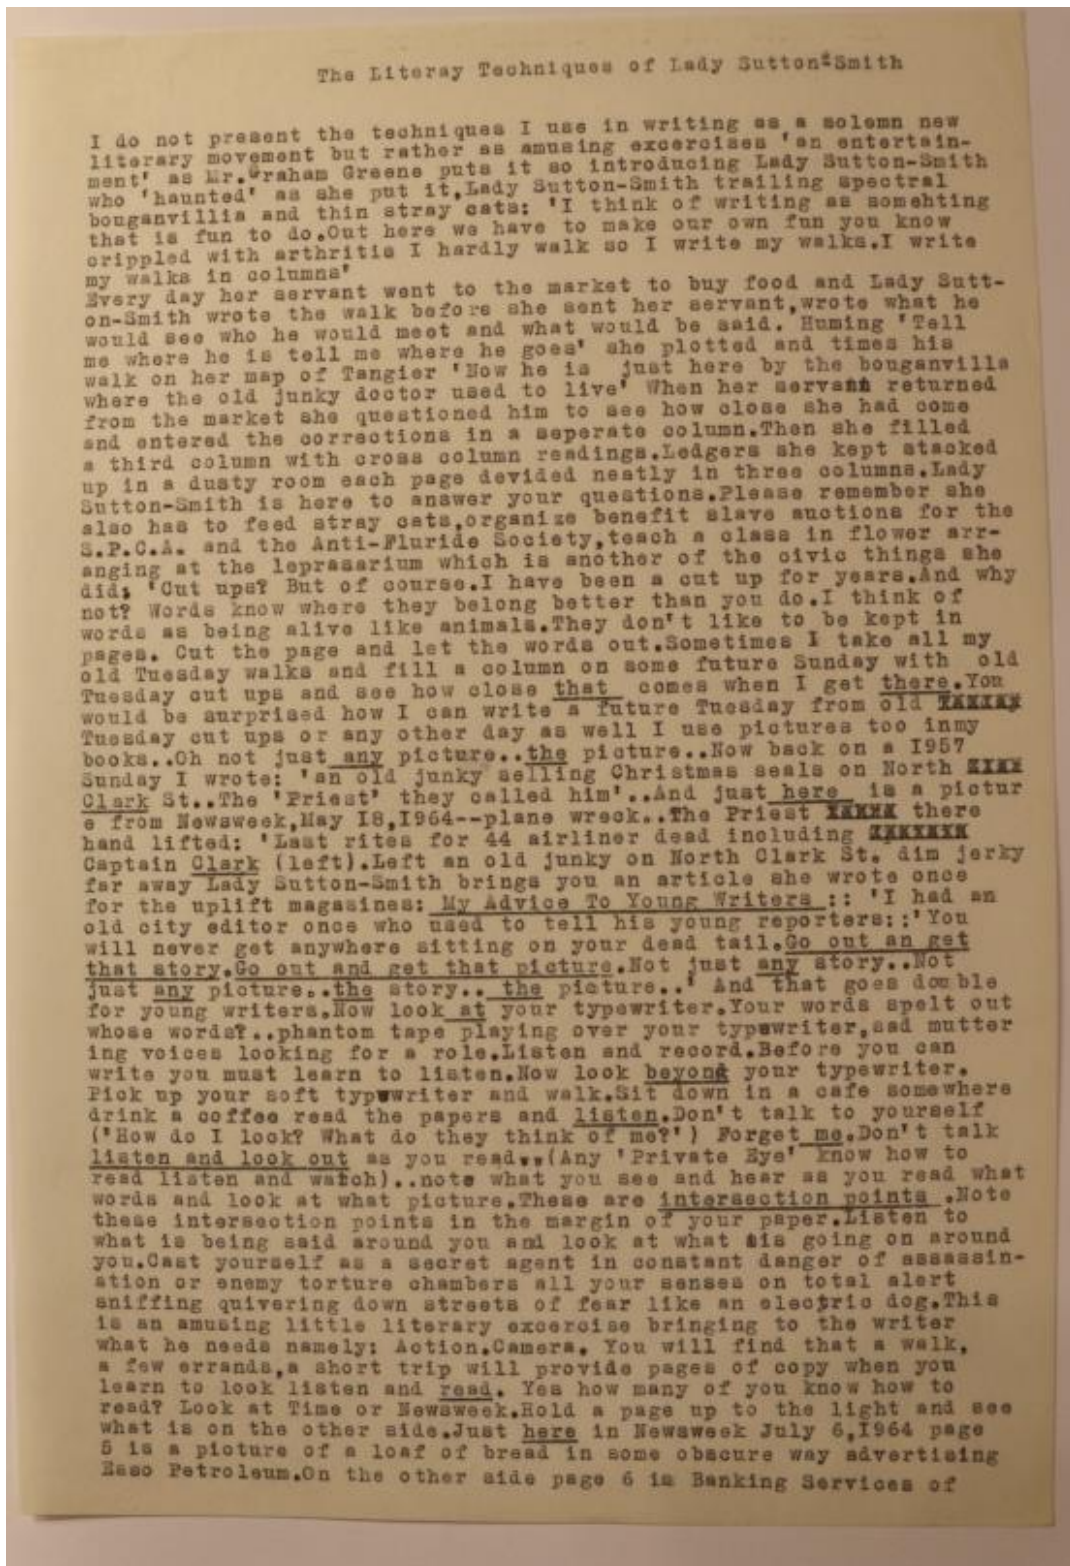 The Literay Techniques of Lady Sutton=Smith
I do not present the techniques I use in writing as a solemn new
literary movement but rather as amusing excercises 'an entertain-
ment' as Mr.Graham Greene puts it so introducing Lady Sutton-Smith
who 'haunted' as she put it,Lady Sutton-Smith trailing spectral
bouganvillia and thin stray cats: 'I think of writing as somehting
that is fun to do.Out here we have to make our own fun you know
crippled with arthritis I hardly walk so I write my walks.I write
my walks in columns'
Every day her servant went to the market to buy food and Lady Sutt-
on-Smith wrote the walk before she sent her servant,wrote what he
would see who he would meet and what would be said. Huming 'Tell
me where he is tell me where he goes' she plotted and times his
walk on her map of Tangier 'Now he is just here by the bouganvilla
where the old junky doctor used to live' When her servant returned
from the market she questioned him to see how close she had come
and entered the corrections in a seperate column.Then she filled
a third column with cross column readings.Ledgers she kept stacked
up in a dusty room each page devided neatly in three columns.Lady
Sutton-Smith is here to answer your questions.Please remember she
also has to feed stray cats,organize benefit slave auctions for the
S.P.C.A. and the Anti-Fluride Society,teach a class in flower arr-
anging at the leprasarium which is another of the civic things she
did; 'Cut ups? But of course.I have been a cut up for years.And why
not? Words know where they belong better than you do.I think of
words as being alive like animals.They don't like to be kept in
pages. Cut the page and let the words out.Sometimes I take all my
old Tuesday walks and fill a column on some future Sunday with old
Tuesday cut ups and see how close that comes when I get there.You
would be surprised how I can write a future Tuesday from old
Tuesday cut ups or any other day as well I use pictures too inmy
books..Oh not just any picture..the picture..Now back on a I957
Sunday I wrote: 'an old junky selling Christmas seals on North
Clark St..The 'Priest' they called him'..And just here is a pictur
e from Newsweek,May I8,I964--plane wreck..The Priest there
hand lifted: 'Last rites for 44 airliner dead including
Captain Clark (left).Left an old junky on North Clark St. dim jerky
far away Lady Sutton-Smith brings you an article she wrote once
for the uplift magasines: My Advice To Young Writers :: 'I had an
old city editor once who used to tell his young reporters::'You
will never get anywhere sitting on your dead tail.Go out an get
that story.Go out and get that picture.Not just any story..Not
just any picture..the story.. the picture..' And that goes double
for young writers.Now look at your typewriter.Your words spelt out
whose words?..phantom tape playing over your typewriter,sad mutter
ing voices looking for a role.Listen and record.Before you can
write you must learn to listen.Now look beyond your typewriter.
Pick up your soft typewriter and walk.Sit down in a cafe somewhere
drink a coffee read the papers and listen.Don't talk to yourself
('How do I look? What do they think of me?') Forget me.Don't talk
listen and look out as you read..(Any 'Private Eye' know how to
read listen and watch)..note what you see and hear as you read what
words and look at what picture.These are intersection points .Note
these intersection points in the margin of your paper.Listen to
what is being said around you and look at what is going on around
you.Cast yourself as a secret agent in constant danger of assassin-
ation or enemy torture chambers all your senses on total alert
sniffing quivering down streets of fear like an electric dog.This
is an amusing little literary excercise bringing to the writer
what he needs namely: Action.Camera. You will find that a walk,
a few errands,a short trip will provide pages of copy when you
learn to look listen and read. Yes how many of you know how to
read? Look at Time or Newsweek.Hold a page up to the light and see
what is on the other side.Just here in Newsweek July 6,I964 page
5 is a picture of a loaf of bread in some obscure way advertising
Esso Petroleum.On the other side page 6 is Banking Services of